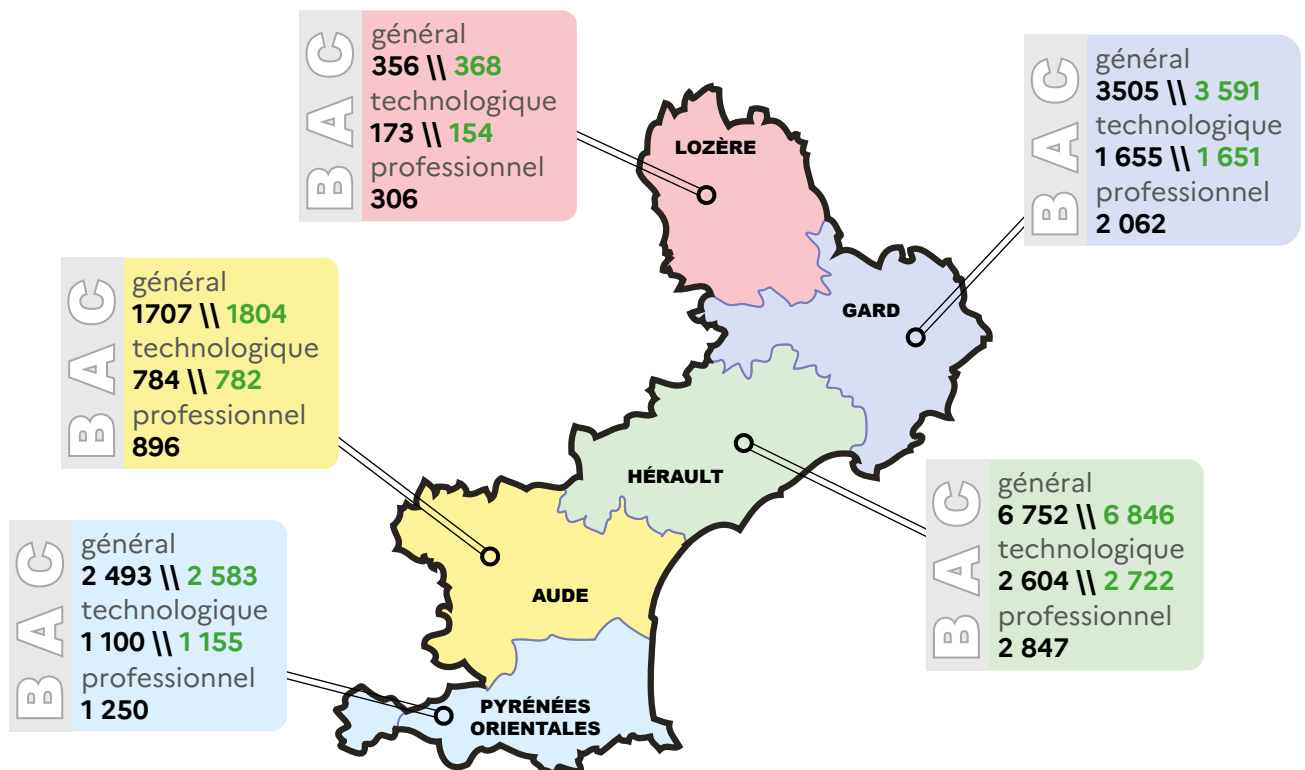 BAC
général
356 \\ 368
technologique
173 \\ 154
professionnel
306
BAC
général
3505 \\ 3 591
technologique
1 655 \\ 1 651
professionnel
2 062
LOZÈRE
GARD
BAC
général
1707 \\ 1804
technologique
784 \\ 782
professionnel
896
HÉRAULT
BAC
général
6 752 \\ 6 846
technologique
2 604 \\ 2 722
professionnel
2 847
BAC
général
2 493 \\ 2 583
technologique
1 100 \\ 1 155
professionnel
1 250
AUDE
PYRÉNÉES
ORIENTALES